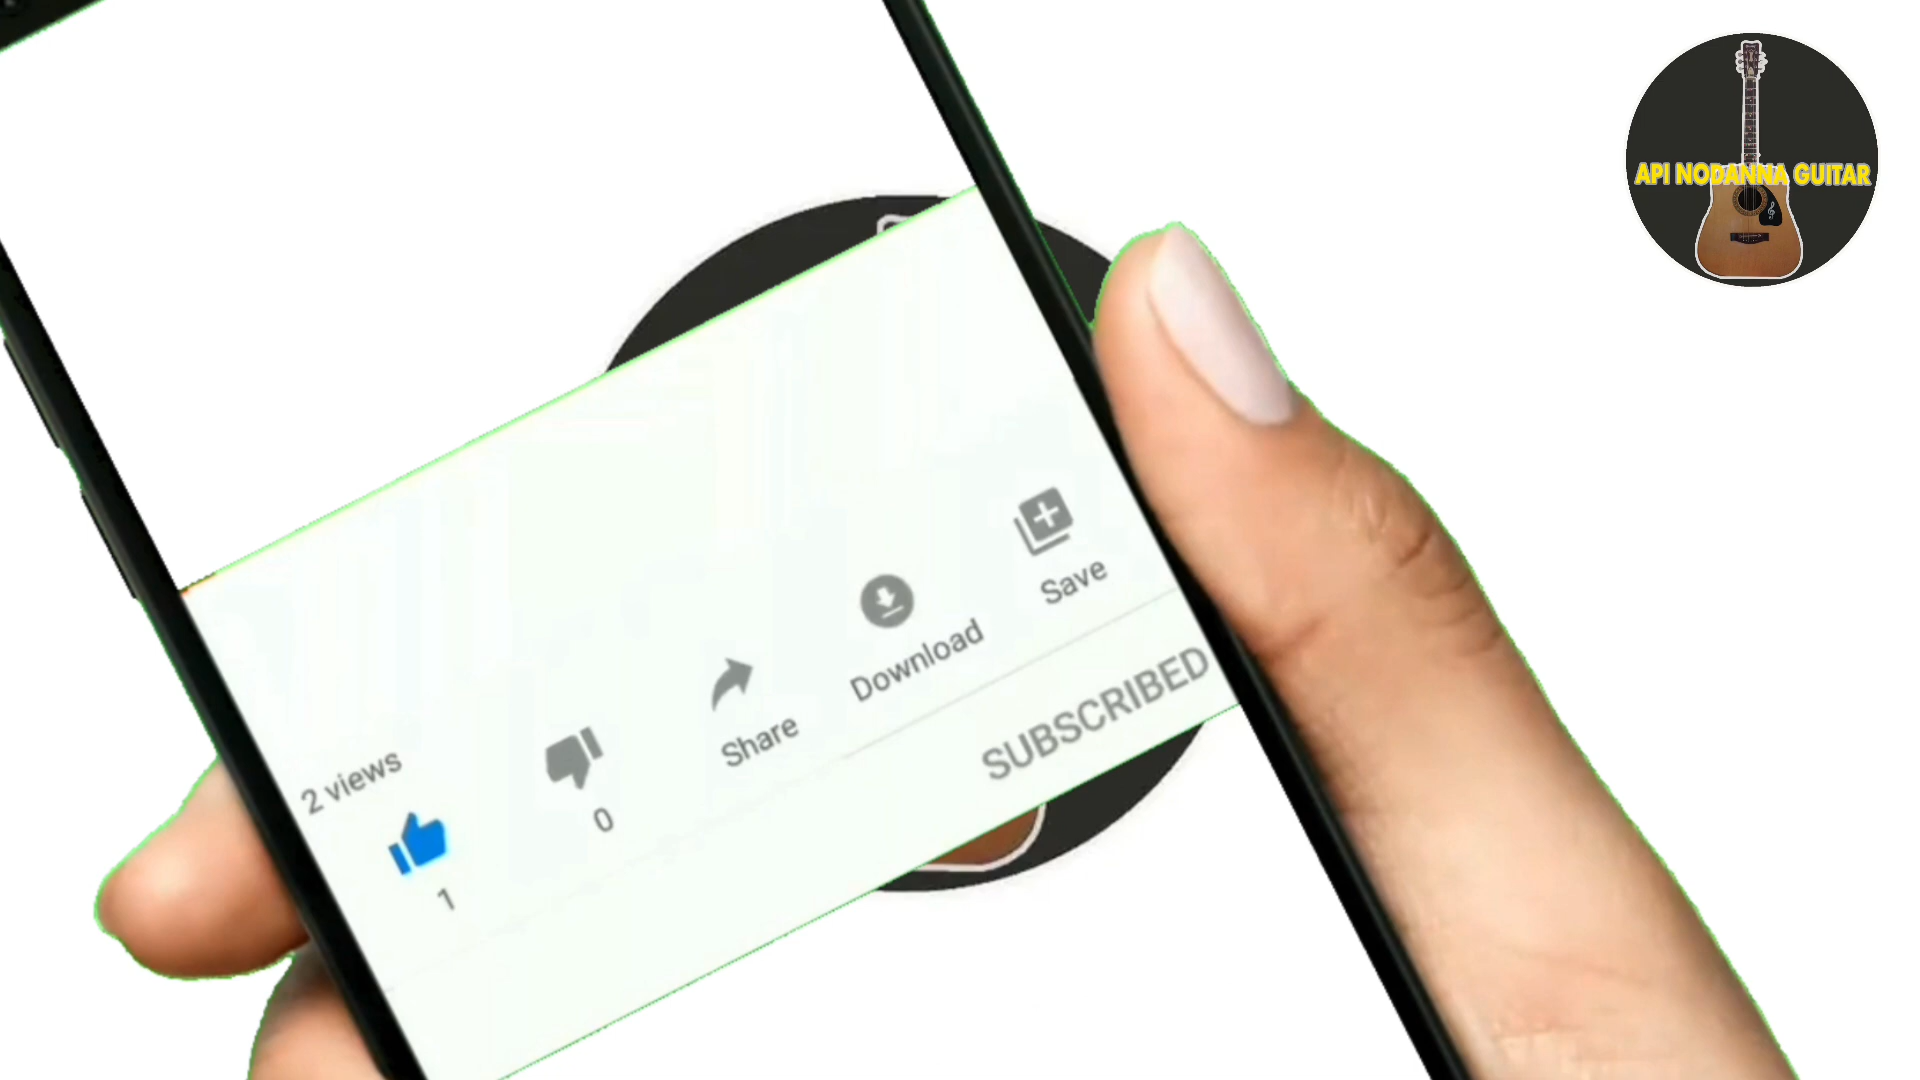 API NODANNA GUITAR
2 views
1
0
Share
Download
Save
SUBSCRIBED